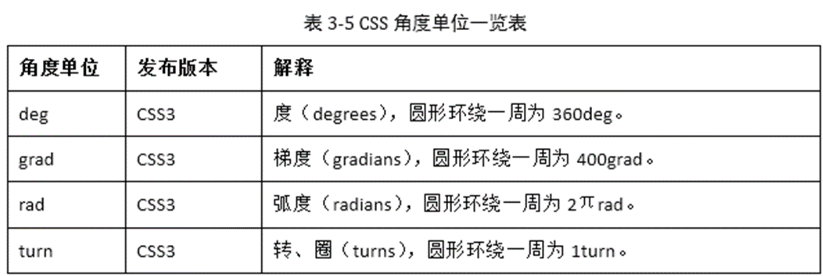 表 3-5 CSS 角度单位一览表
角度单位 发布版本 解释
deg CSS3 度（degrees），圆形环绕一周为 360deg。
grad CSS3 梯度（gradians），圆形环绕一周为 400grad。
rad CSS3 弧度（radians），圆形环绕一周为 2πrad。
turn CSS3 转、圈（turns），圆形环绕一周为 1turn。